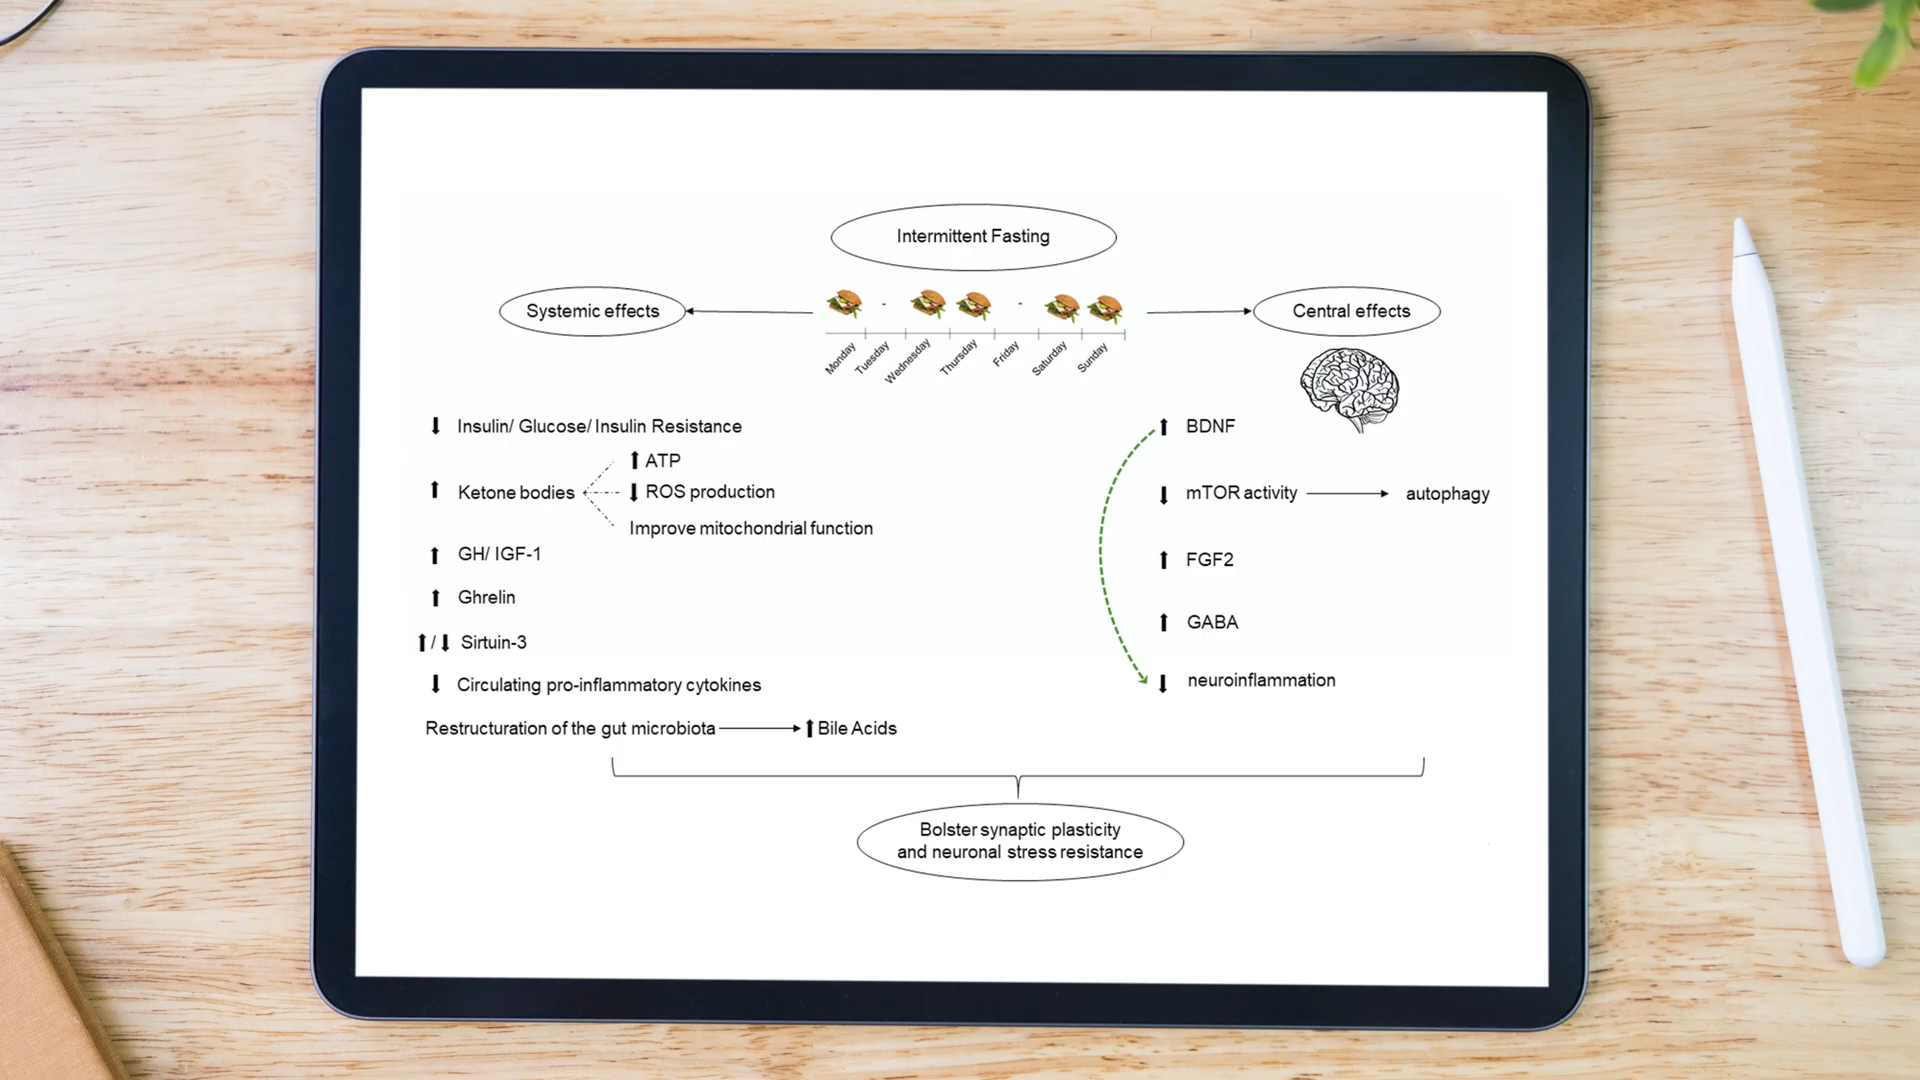 Intermittent Fasting
Systemic effects
- -
Central effects
Monday Tuesday Wednesday Thursday Friday Saturday Sunday
⬇ Insulin/ Glucose/ Insulin Resistance
⬆ ATP
⬆ Ketone bodies
⬇ ROS production
Improve mitochondrial function
⬆ GH/ IGF-1
⬆ Ghrelin
⬆/⬇ Sirtuin-3
⬇ Circulating pro-inflammatory cytokines
Restructuration of the gut microbiota → ⬆ Bile Acids
⬆ BDNF
⬇ mTOR activity → autophagy
⬆ FGF2
⬆ GABA
⬇ neuroinflammation
Bolster synaptic plasticity
and neuronal stress resistance